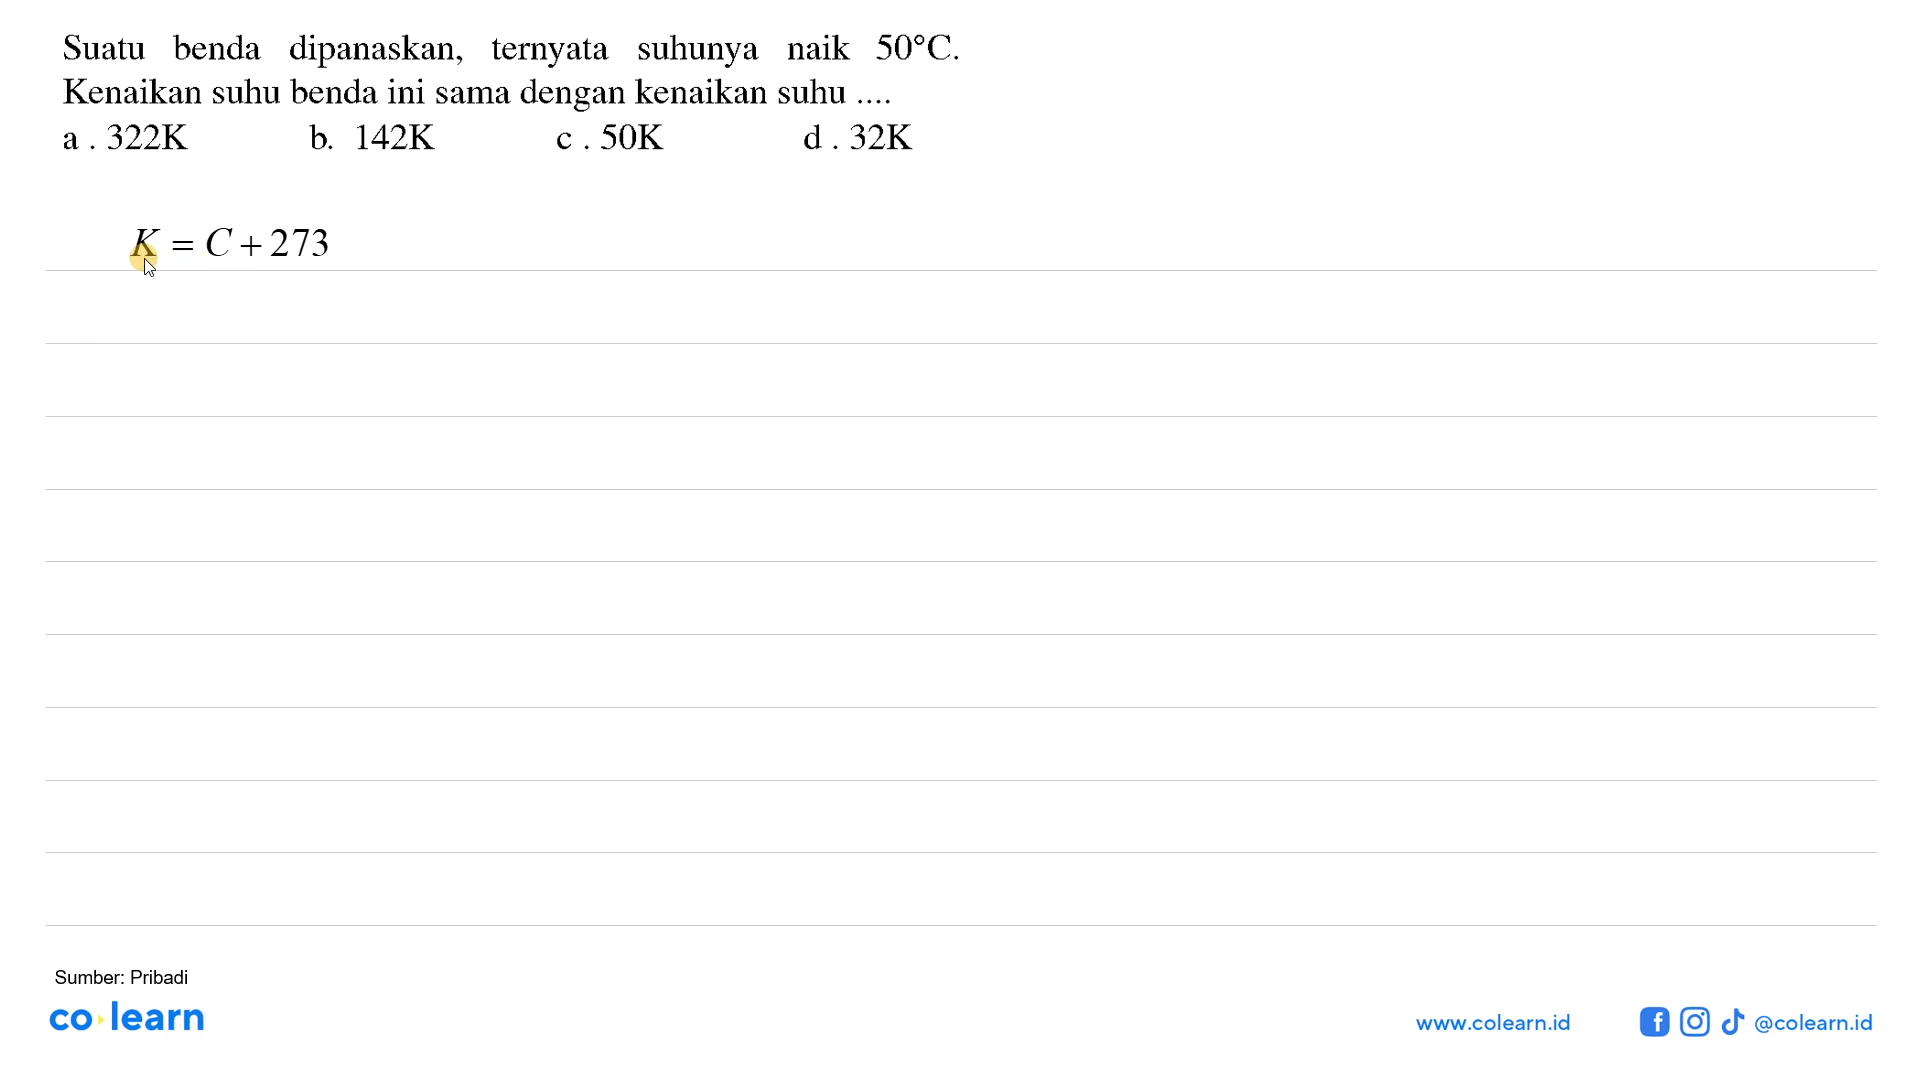 Suatu benda dipanaskan, ternyata suhunya naik 50°C.
Kenaikan suhu benda ini sama dengan kenaikan suhu ....
a . 322K b. 142K c . 50K d . 32K
K = C + 273
Sumber: Pribadi
co learn
www.colearn.id @colearn.id